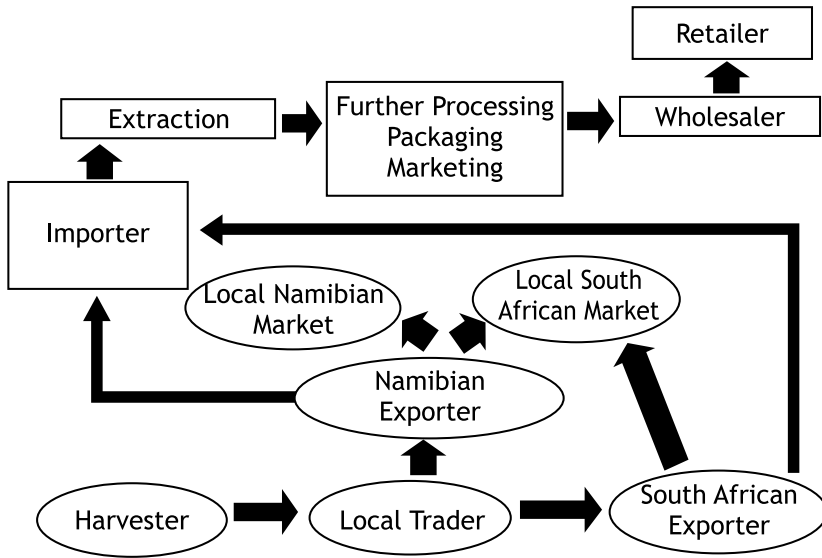 Retailer
Extraction
Further Processing
Packaging
Marketing
Wholesaler
Importer
Local Namibian
Market
Local South
African Market
Namibian
Exporter
Harvester
Local Trader
South African
Exporter